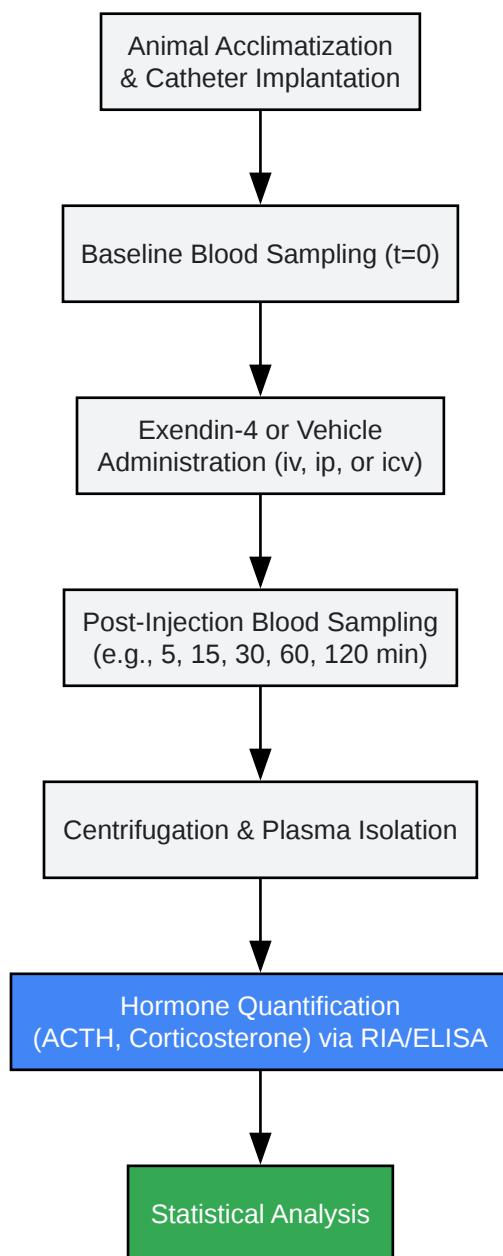 Animal Acclimatization
& Catheter Implantation
Baseline Blood Sampling (t=0)
Exendin-4 or Vehicle
Administration (iv, ip, or icv)
Post-Injection Blood Sampling
(e.g., 5, 15, 30, 60, 120 min)
Centrifugation & Plasma Isolation
Hormone Quantification
(ACTH, Corticosterone) via RIA/ELISA
Statistical Analysis